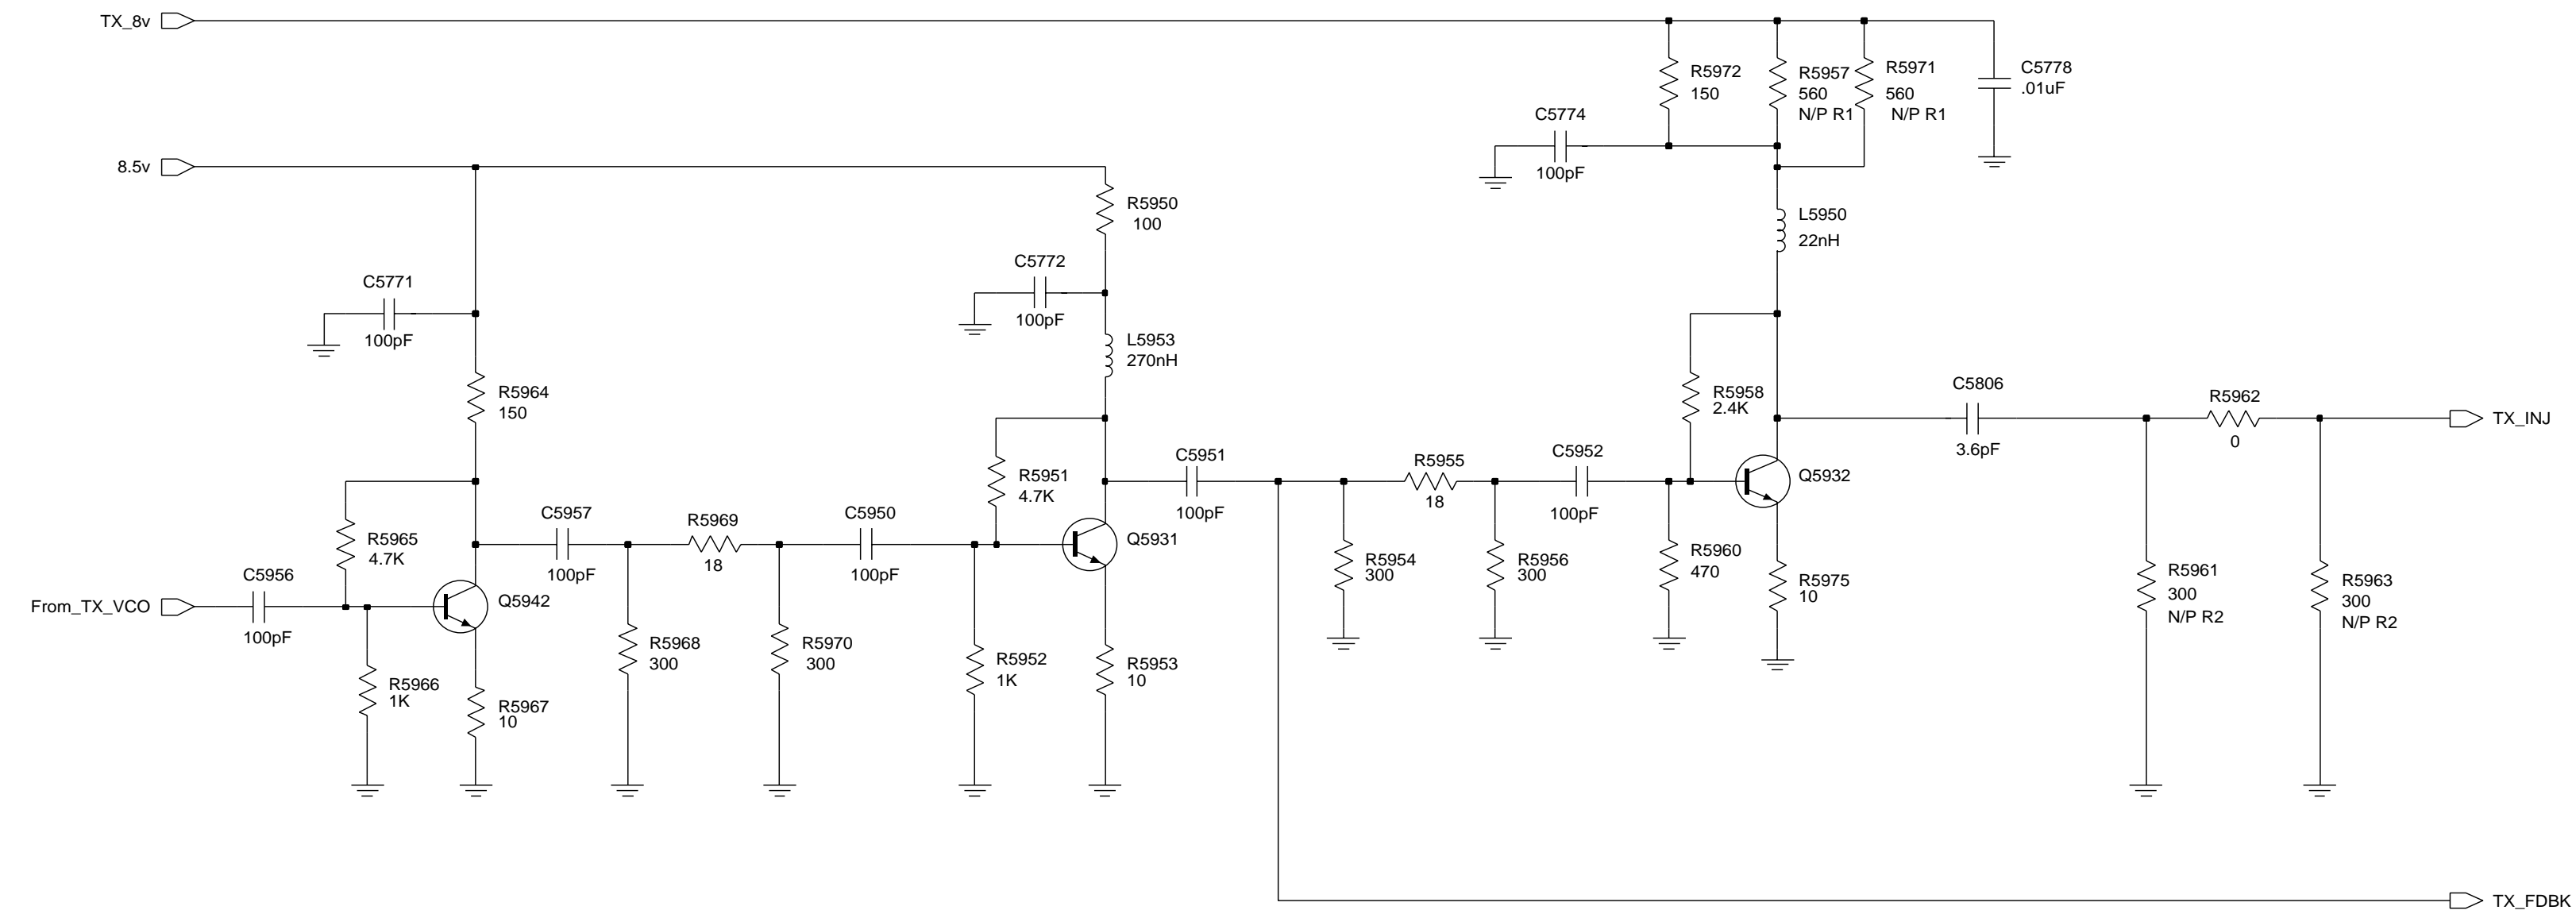 TX_8v
R5972
150
R5957
560
N/P R1
R5971
560
N/P R1
C5778
.01uF
C5774
100pF
8.5v
R5950
100
L5950
22nH
C5772
100pF
C5771
100pF
L5953
270nH
R5964
150
R5958
2.4K
C5806
3.6pF
R5962
0
TX_INJ
R5951
4.7K
C5951
100pF
R5955
18
C5952
100pF
Q5932
R5965
4.7K
C5957
100pF
R5969
18
C5950
100pF
Q5931
R5954
300
R5956
300
R5960
470
R5975
10
R5961
300
N/P R2
R5963
300
N/P R2
From_TX_VCO
C5956
100pF
Q5942
R5966
1K
R5967
10
R5968
300
R5970
300
R5952
1K
R5953
10
TX_FDBK